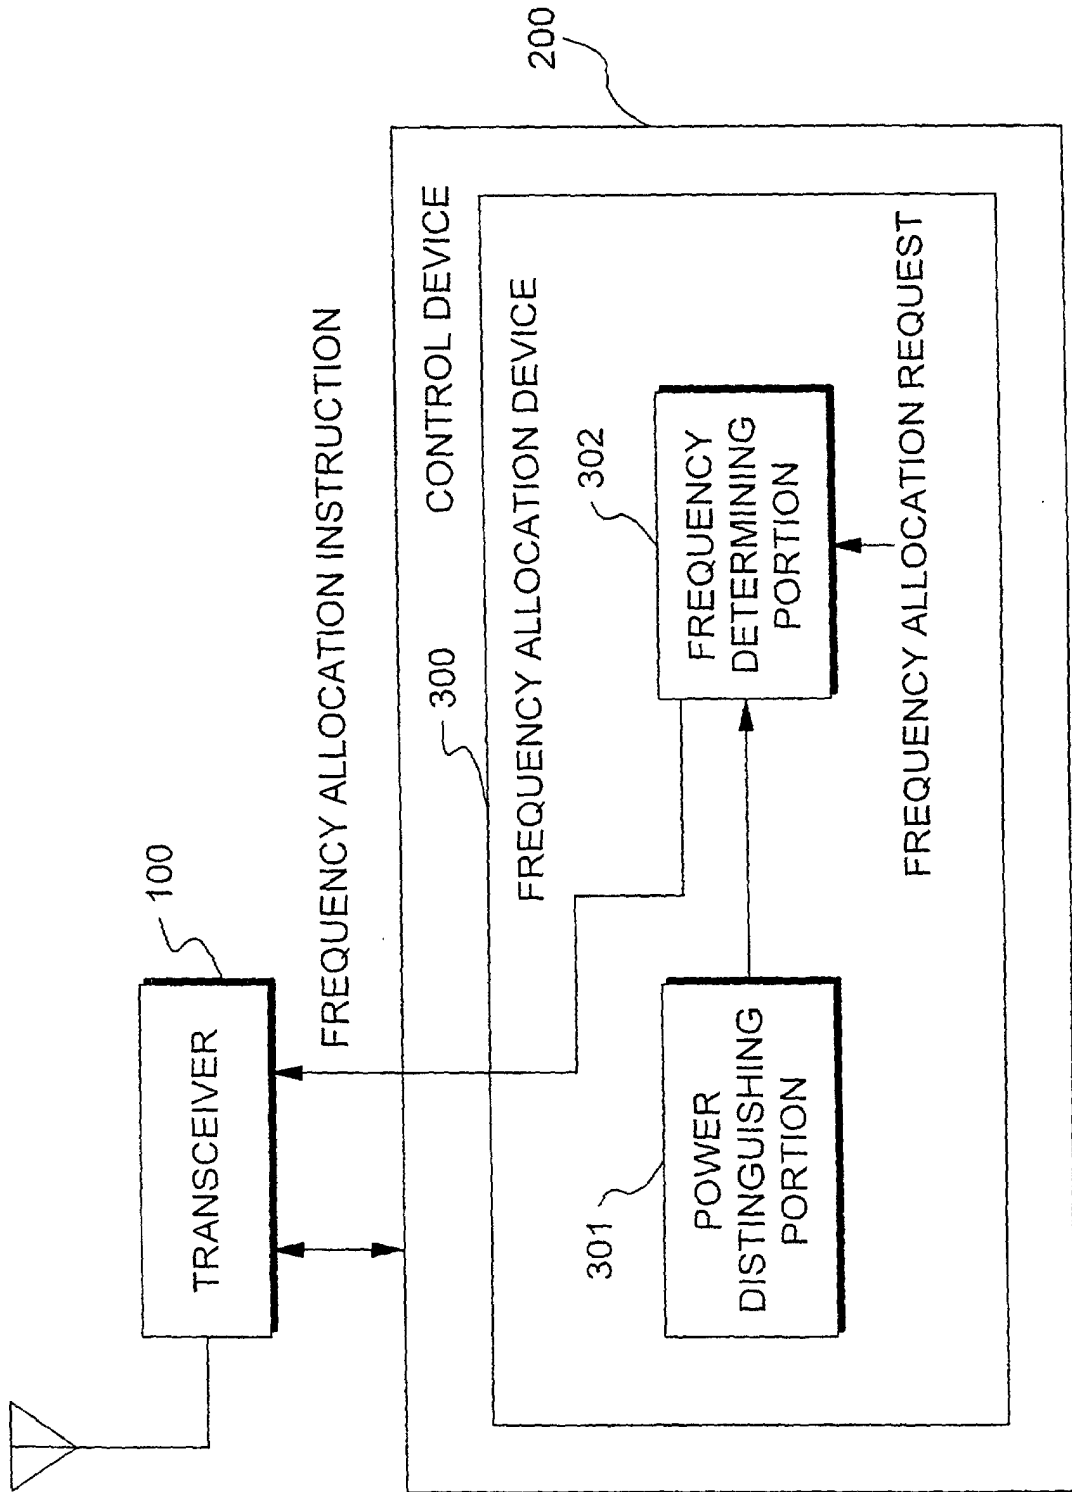 TRANSCEIVER
100
FREQUENCY ALLOCATION INSTRUCTION
CONTROL DEVICE
200
300
FREQUENCY ALLOCATION DEVICE
301
POWER
DISTINGUISHING
PORTION
302
FREQUENCY
DETERMINING
PORTION
FREQUENCY ALLOCATION REQUEST